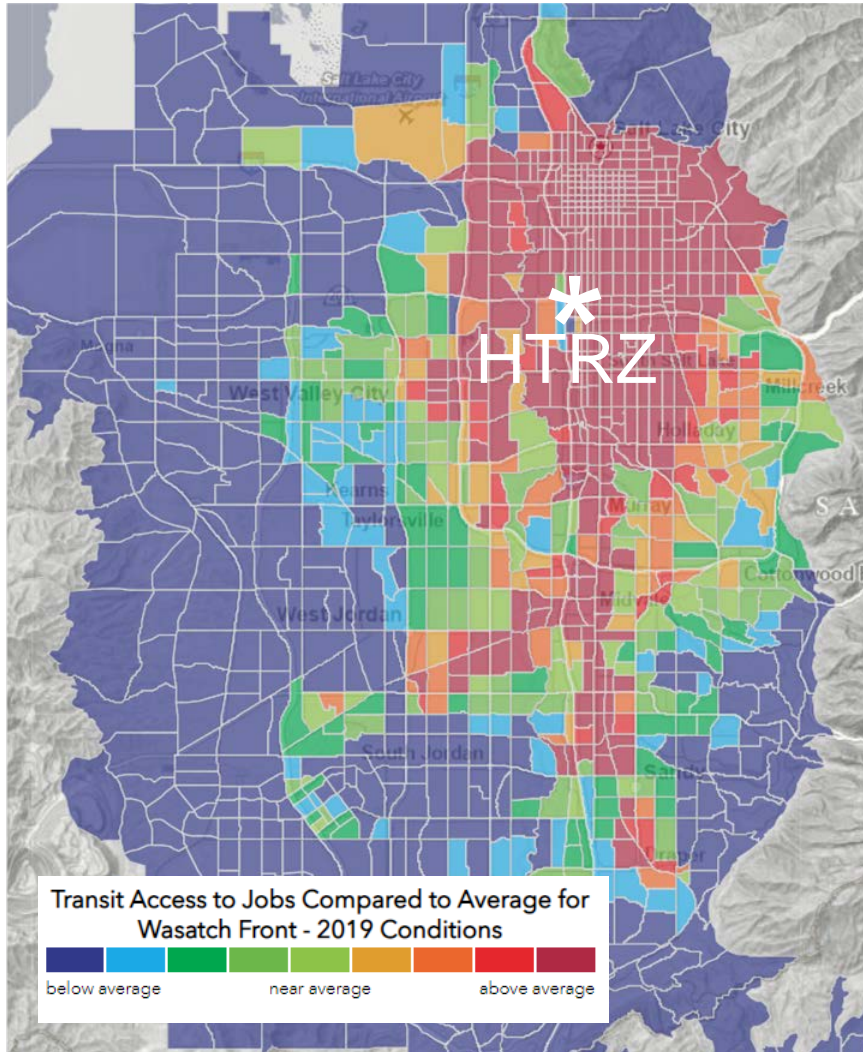 Salt Lake City
International Airport
Salt Lake City
*
HTRZ
South Salt Lake
Magna
West Valley City
Millcreek
Holladay
Kearns
Murray
S A
Taylorsville
Cottonwood
Midvale
West Jordan
South Jordan
Sandy
Draper
Transit Access to Jobs Compared to Average for
Wasatch Front - 2019 Conditions
below average near average above average